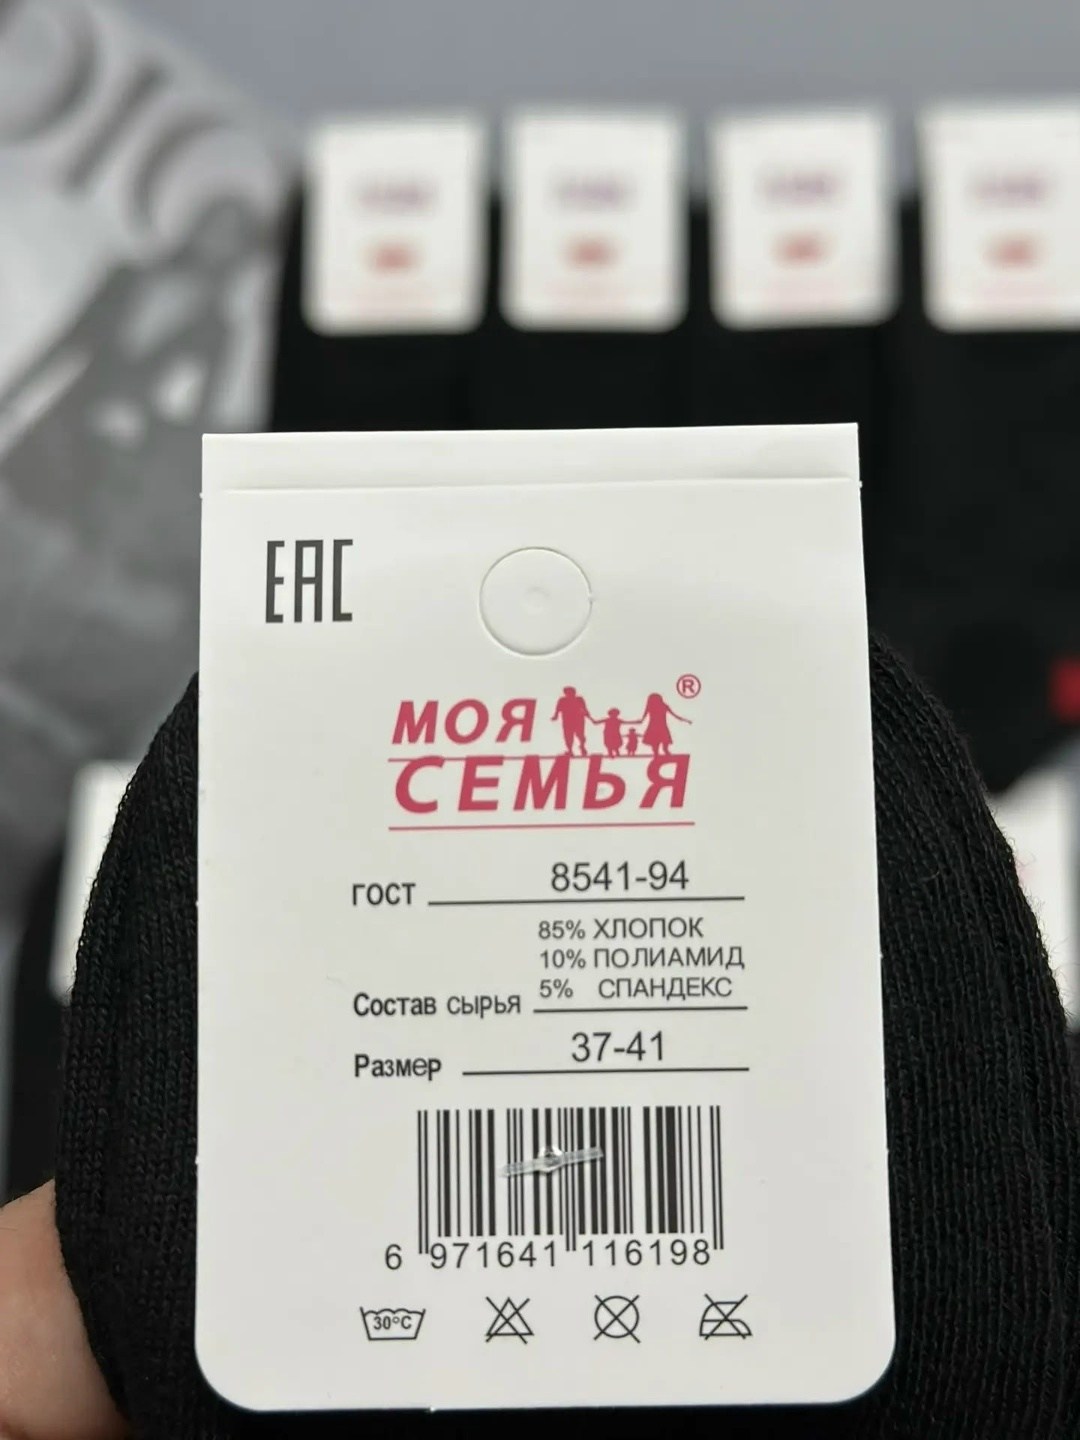 ЕАС
МОЯ ®
СЕМЬЯ
ГОСТ 8541-94
85% ХЛОПОК
10% ПОЛИАМИД
Состав сырья 5% СПАНДЕКС
Размер 37-41
6 971641 116198
30°C